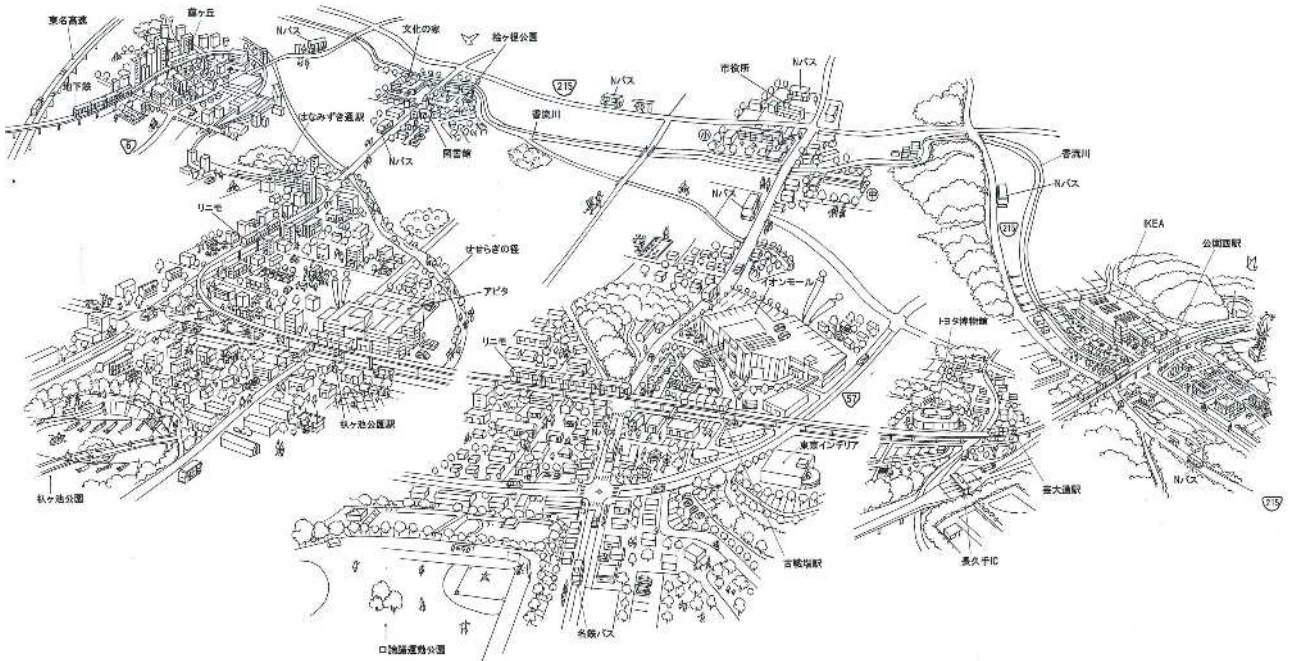 東名高速
藤ヶ丘
地下鉄
Nバス
文化の家
桧ヶ根公園
6
はなみずき通駅
Nバス
図書館
215
香流川
Nバス
市役所
Nバス
小
中
Nバス
香流川
Nバス
215
リニモ
せせらぎの径
アピタ
イオンモール
リニモ
IKEA
公園西駅
トヨタ博物館
57
杁ヶ池公園駅
杁ヶ池公園
東京インテリア
芸大通駅
Nバス
215
長久手IC
古戦場駅
名鉄バス
口論議運動公園